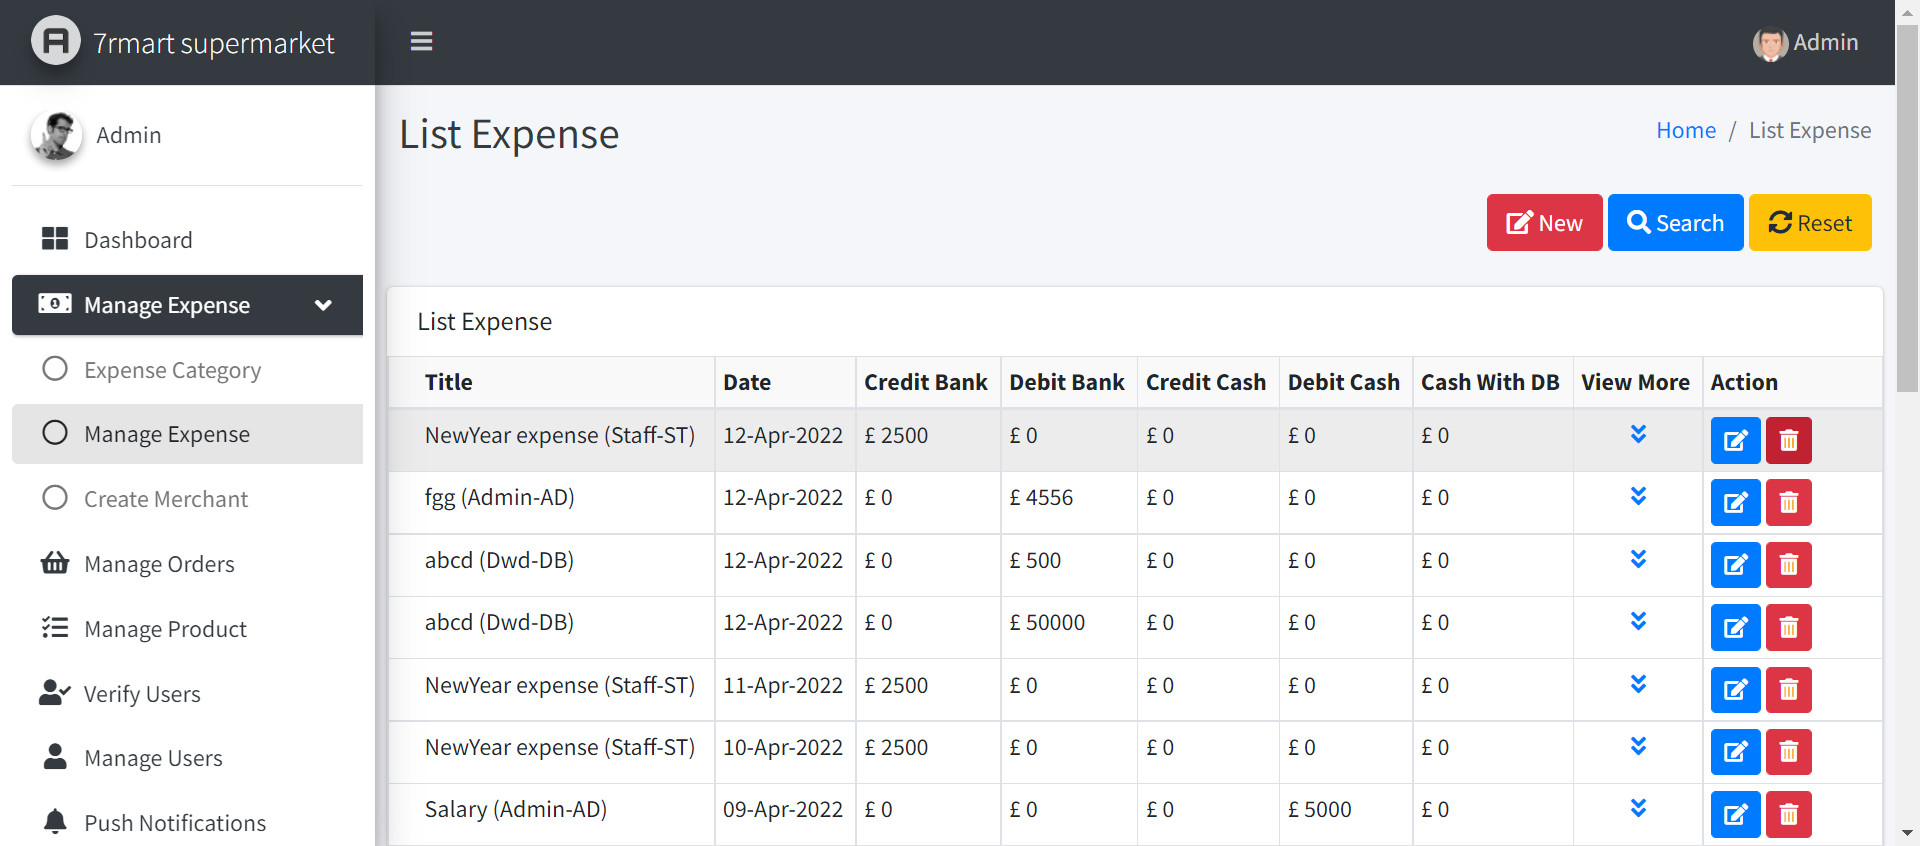 7rmart supermarket
Admin
Admin
List Expense
Home / List Expense
New Search Reset
Dashboard
Manage Expense
Expense Category
Manage Expense
Create Merchant
Manage Orders
Manage Product
Verify Users
Manage Users
Push Notifications
List Expense
Title Date Credit Bank Debit Bank Credit Cash Debit Cash Cash With DB View More Action
NewYear expense (Staff-ST) 12-Apr-2022 £ 2500 £ 0 £ 0 £ 0 £ 0
fgg (Admin-AD) 12-Apr-2022 £ 0 £ 4556 £ 0 £ 0 £ 0
abcd (Dwd-DB) 12-Apr-2022 £ 0 £ 500 £ 0 £ 0 £ 0
abcd (Dwd-DB) 12-Apr-2022 £ 0 £ 50000 £ 0 £ 0 £ 0
NewYear expense (Staff-ST) 11-Apr-2022 £ 2500 £ 0 £ 0 £ 0 £ 0
NewYear expense (Staff-ST) 10-Apr-2022 £ 2500 £ 0 £ 0 £ 0 £ 0
Salary (Admin-AD) 09-Apr-2022 £ 0 £ 0 £ 0 £ 5000 £ 0